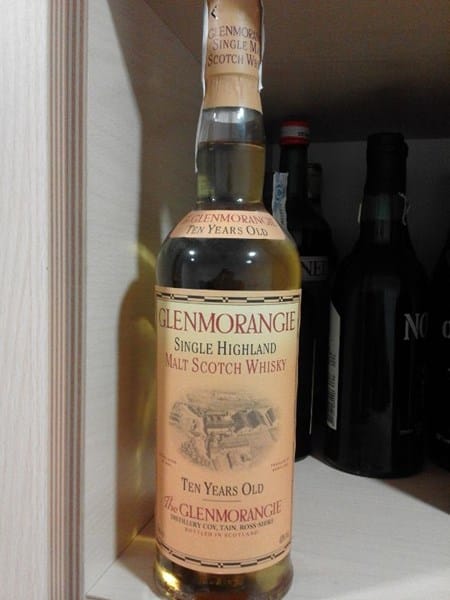 GLENMORANGIE
SINGLE
SCOTCH
GLENMORANGIE
TEN YEARS OLD
GLENMORANGIE
SINGLE HIGHLAND
MALT SCOTCH WHISKY
TEN YEARS OLD
The GLENMORANGIE
DISTILLERY COY, TAIN, ROSS-SHIRE
BOTTLED IN SCOTLAND
NO